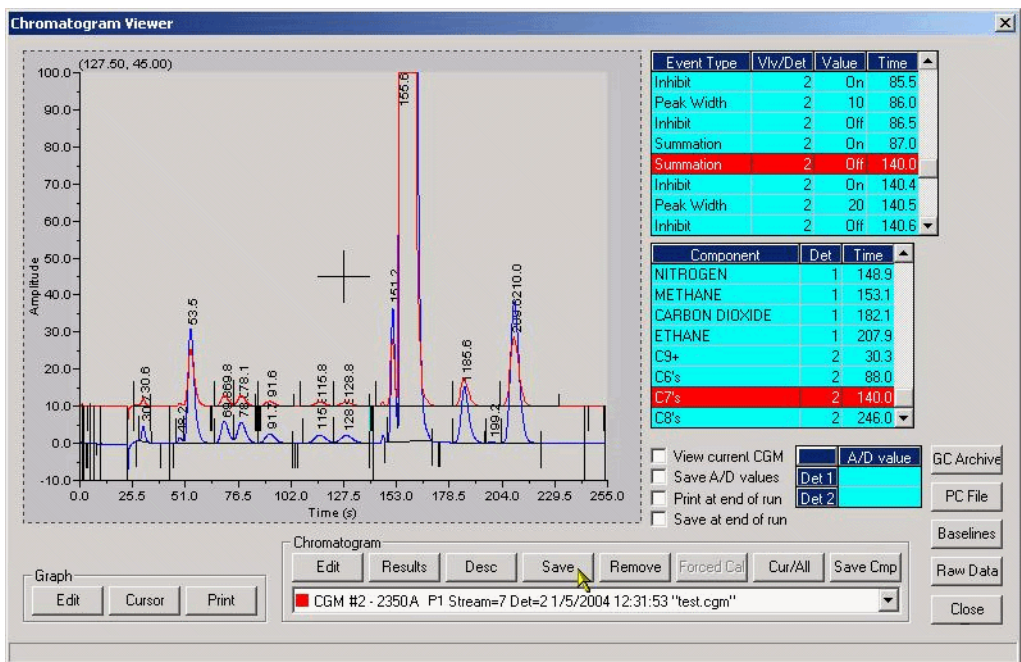 Chromatogram Viewer
(127.50, 45.00)
100.0
90.0
80.0
70.0
60.0
50.0
40.0
30.0
20.0
10.0
0.0
-10.0
Amplitude
0.0 25.5 51.0 76.5 102.0 127.5 153.0 178.5 204.0 229.5 255.0
Time (s)
30.6
53.5
69.8
78.1
91.6
115.8
128.8
151.2
155.6
185.6
199.2
210.0
Event Type Vlv/Det Value Time
Inhibit 2 On 85.5
Peak Width 2 10 86.0
Inhibit 2 Off 86.5
Summation 2 On 87.0
Summation 2 Off 140.0
Inhibit 2 On 140.4
Peak Width 2 20 140.5
Inhibit 2 Off 140.6
Component Det Time
NITROGEN 1 148.9
METHANE 1 153.1
CARBON DIOXIDE 1 182.1
ETHANE 1 207.9
C9+ 2 30.3
C6's 2 88.0
C7's 2 140.0
C8's 2 246.0
View current CGM
Save A/D values
Print at end of run
Save at end of run
A/D value
Det 1
Det 2
GC Archive
PC File
Baselines
Raw Data
Close
Graph
Edit Cursor Print
Chromatogram
Edit Results Desc Save Remove Forced Cal Cur/All Save Cmp
CGM #2 - 2350A P1 Stream=7 Det=2 1/5/2004 12:31:53 "test.cgm"